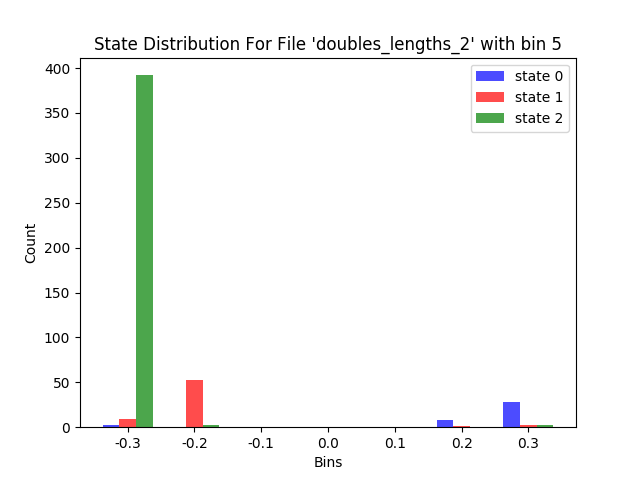 State Distribution For File 'doubles_lengths_2' with bin 5
400
350
300
250
200
150
100
50
0
Count
state 0
state 1
state 2
-0.3 -0.2 -0.1 0.0 0.1 0.2 0.3
Bins